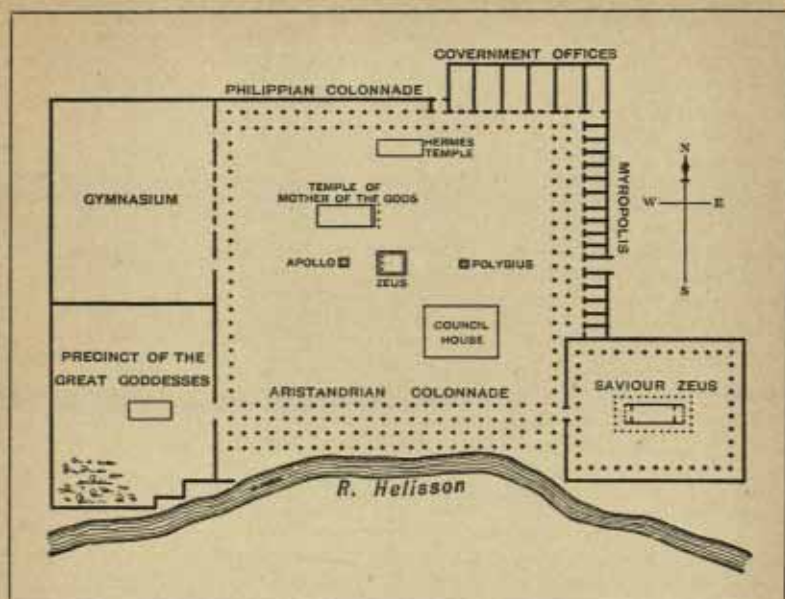 GOVERNMENT OFFICES
PHILIPPIAN COLONNADE
HERMES
TEMPLE
MYROPOLIS
N
W
E
S
GYMNASIUM
TEMPLE OF
MOTHER OF THE GODS
APOLLO
ZEUS
POLYBIUS
COUNCIL
HOUSE
PRECINCT OF THE
GREAT GODDESSES
ARISTANDRIAN COLONNADE
SAVIOUR ZEUS
R. Helisson